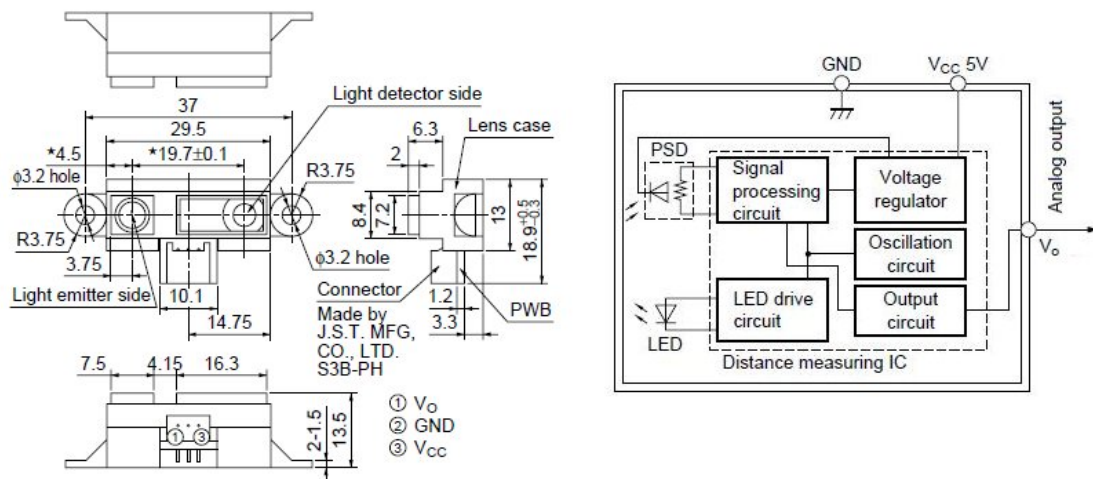 37
Light detector side
29.5
6.3
Lens case
*4.5
*19.7±0.1
2
ϕ3.2 hole
R3.75
8.4
7.2
13
18.9 +0.5 −0.3
R3.75
ϕ3.2 hole
3.75
Light emitter side
10.1
Connector
1.2
PWB
14.75
Made by
3.3
J.S.T. MFG,
CO., LTD.
S3B-PH
7.5
4.15
16.3
① VO
② GND
③ VCC
① ③
2-1.5
13.5
GND
VCC 5V
Analog output
PSD
Signal
processing
circuit
Voltage
regulator
Vo
Oscillation
circuit
LED drive
circuit
Output
circuit
LED
Distance measuring IC